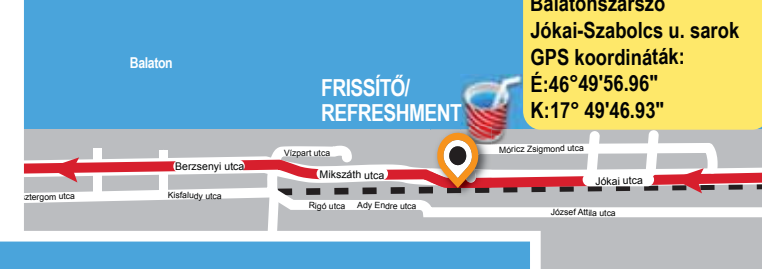 Balatonszárszó
Jókai-Szabolcs u. sarok
GPS koordináták:
É:46°49'56.96"
K:17° 49'46.93"
Balaton
FRISSÍTŐ/
REFRESHMENT
Vízpart utca
Móricz Zsigmond utca
Berzsenyi utca
Mikszáth utca
Jókai utca
sztergom utca
Kisfaludy utca
Rigó utca
Ady Endre utca
József Attila utca